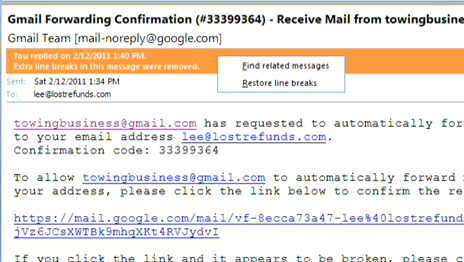 Gmail Forwarding Confirmation (#33399364) - Receive Mail from towingbusine
Gmail Team [mail-noreply@google.com]
You replied on 2/12/2011 1:40 PM.
Extra line breaks in this message were removed.
Find related messages
Restore line breaks
Sent: Sat 2/12/2011 1:34 PM
To: lee@lostrefunds.com
towingbusiness@gmail.com has requested to automatically for
to your email address lee@lostrefunds.com.
Confirmation code: 33399364
To allow towingbusiness@gmail.com to automatically forward
your address, please click the link below to confirm the re
https://mail.google.com/mail/vf-8ecca73a47-lee%40lostrefund
jVz6JCsXWTBk9mhqXKt4RVJydvI
If you click the link and it appears to be broken, please c